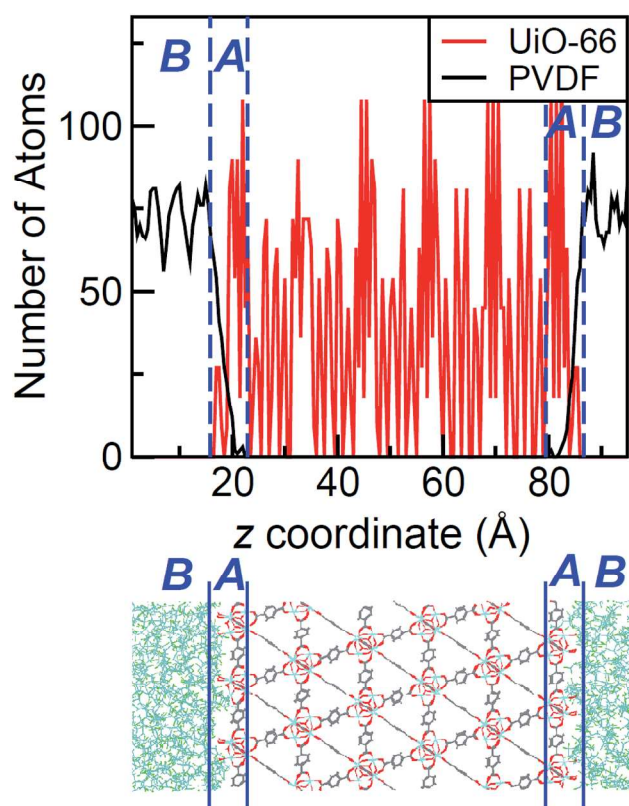 B A
UiO-66
PVDF
A B
Number of Atoms
100
50
0
20 40 60 80
z coordinate (Å)
B A A B